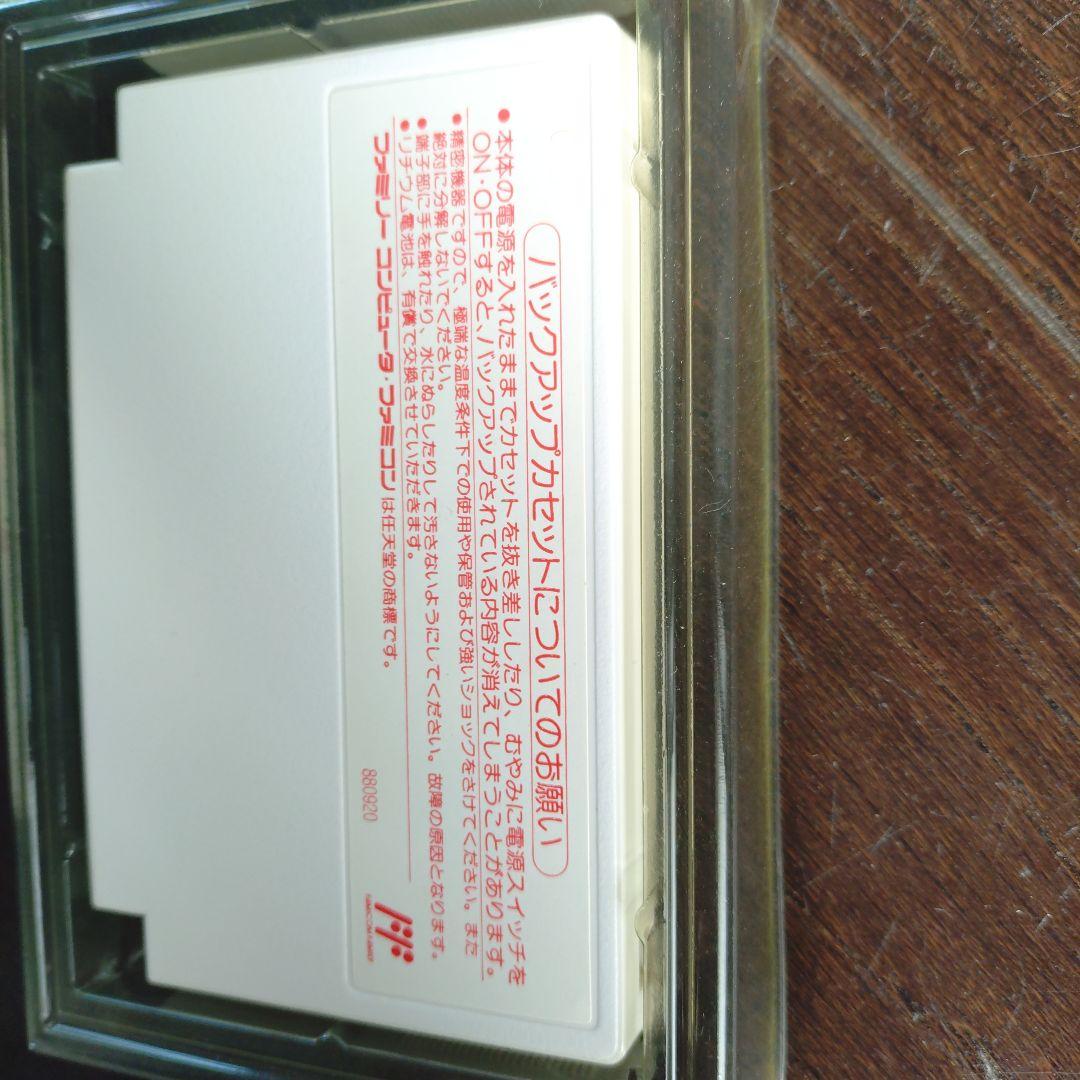 バックアップカセットについてのお願い
●本体の電源を入れたままでカセットを抜き差ししたり、むやみに電源スイッチを
ON・OFFすると、バックアップされている内容が消えてしまうことがあります。
●精密機器ですので、極端な温度条件下での使用や保管および強いショックをさけてください。また
絶対に分解しないでください。
●端子部に手を触れたり、水にぬらしたりして汚さないようにしてください。故障の原因となります。
●リチウム電池は、有償で交換させていただきます。
ファミリー コンピュータ・ファミコンは任天堂の商標です。
880920